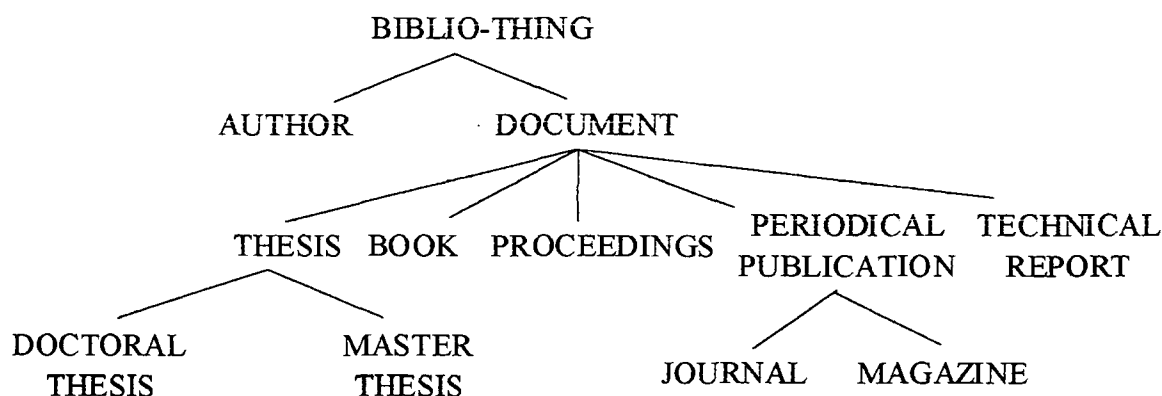 BIBLIO-THING
AUTHOR DOCUMENT
THESIS BOOK PROCEEDINGS
PERIODICAL
PUBLICATION
TECHNICAL
REPORT
DOCTORAL
THESIS
MASTER
THESIS
JOURNAL MAGAZINE